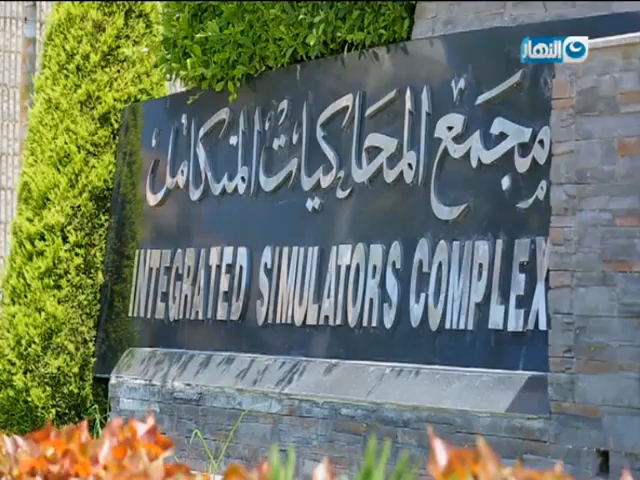 النهار
مجمع المحاكيات المتكامل
INTEGRATED SIMULATORS COMPLEX